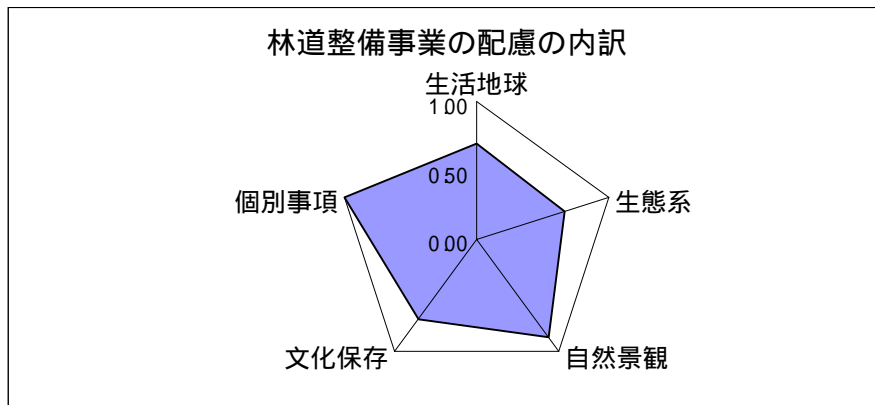 林道整備事業の配慮の内訳
生活地球
1.00
0.50
0.00
生態系
個別事項
自然景観
文化保存